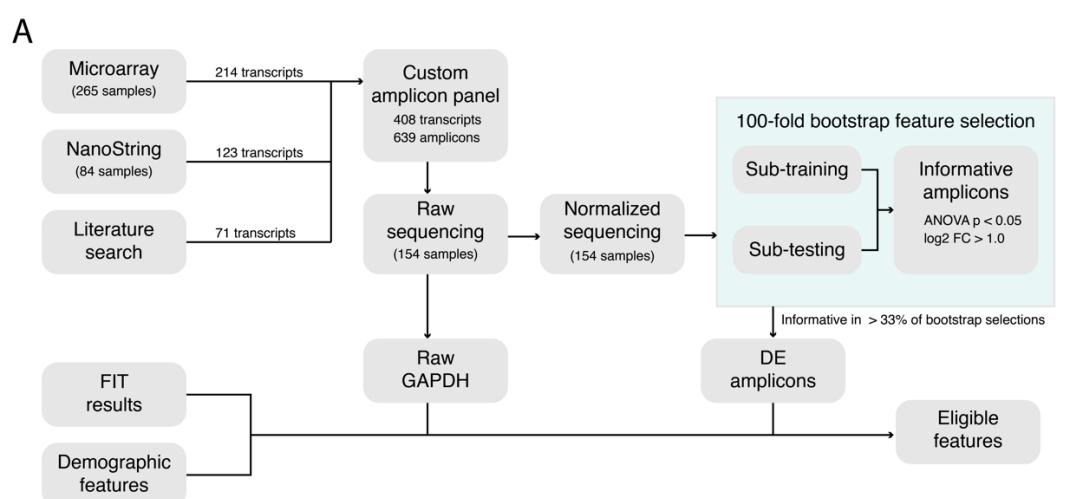 A
Microarray
(265 samples)
214 transcripts
NanoString
(84 samples)
123 transcripts
Literature
search
71 transcripts
Custom
amplicon panel
408 transcripts
639 amplicons
Raw
sequencing
(154 samples)
Normalized
sequencing
(154 samples)
100-fold bootstrap feature selection
Sub-training
Sub-testing
Informative
amplicons
ANOVA p < 0.05
log2 FC > 1.0
Informative in > 33% of bootstrap selections
Raw
GAPDH
DE
amplicons
FIT
results
Demographic
features
Eligible
features